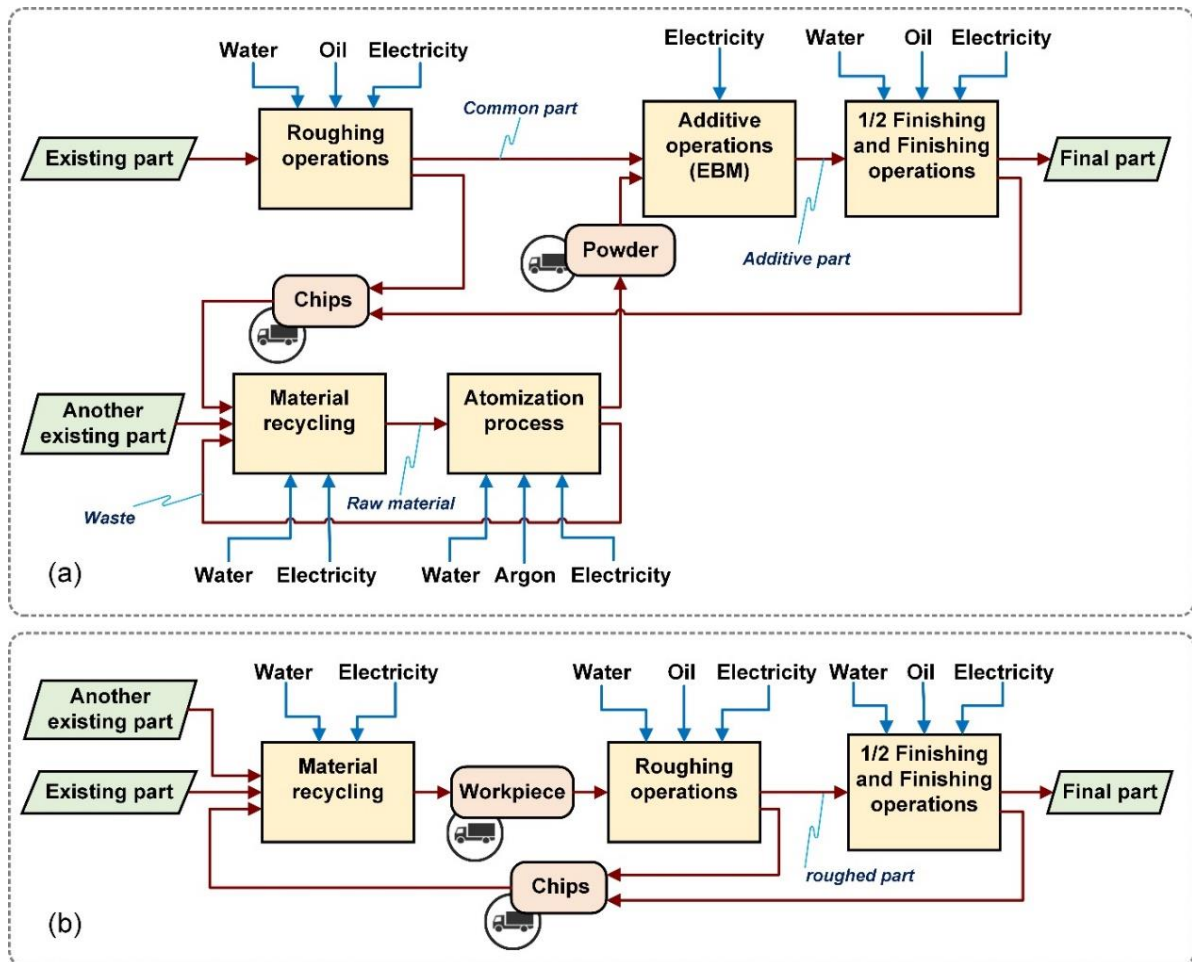 Water Oil Electricity
Electricity
Water Oil Electricity
Existing part
Roughing
operations
Common part
Additive
operations
(EBM)
1/2 Finishing
and Finishing
operations
Final part
Additive part
Powder
Chips
Another
existing part
Material
recycling
Atomization
process
Waste
Raw material
Water Electricity
Water Argon Electricity
(a)
Another
existing part
Existing part
Water Electricity
Material
recycling
Workpiece
Water Oil Electricity
Roughing
operations
Water Oil Electricity
1/2 Finishing
and Finishing
operations
Final part
roughed part
Chips
(b)